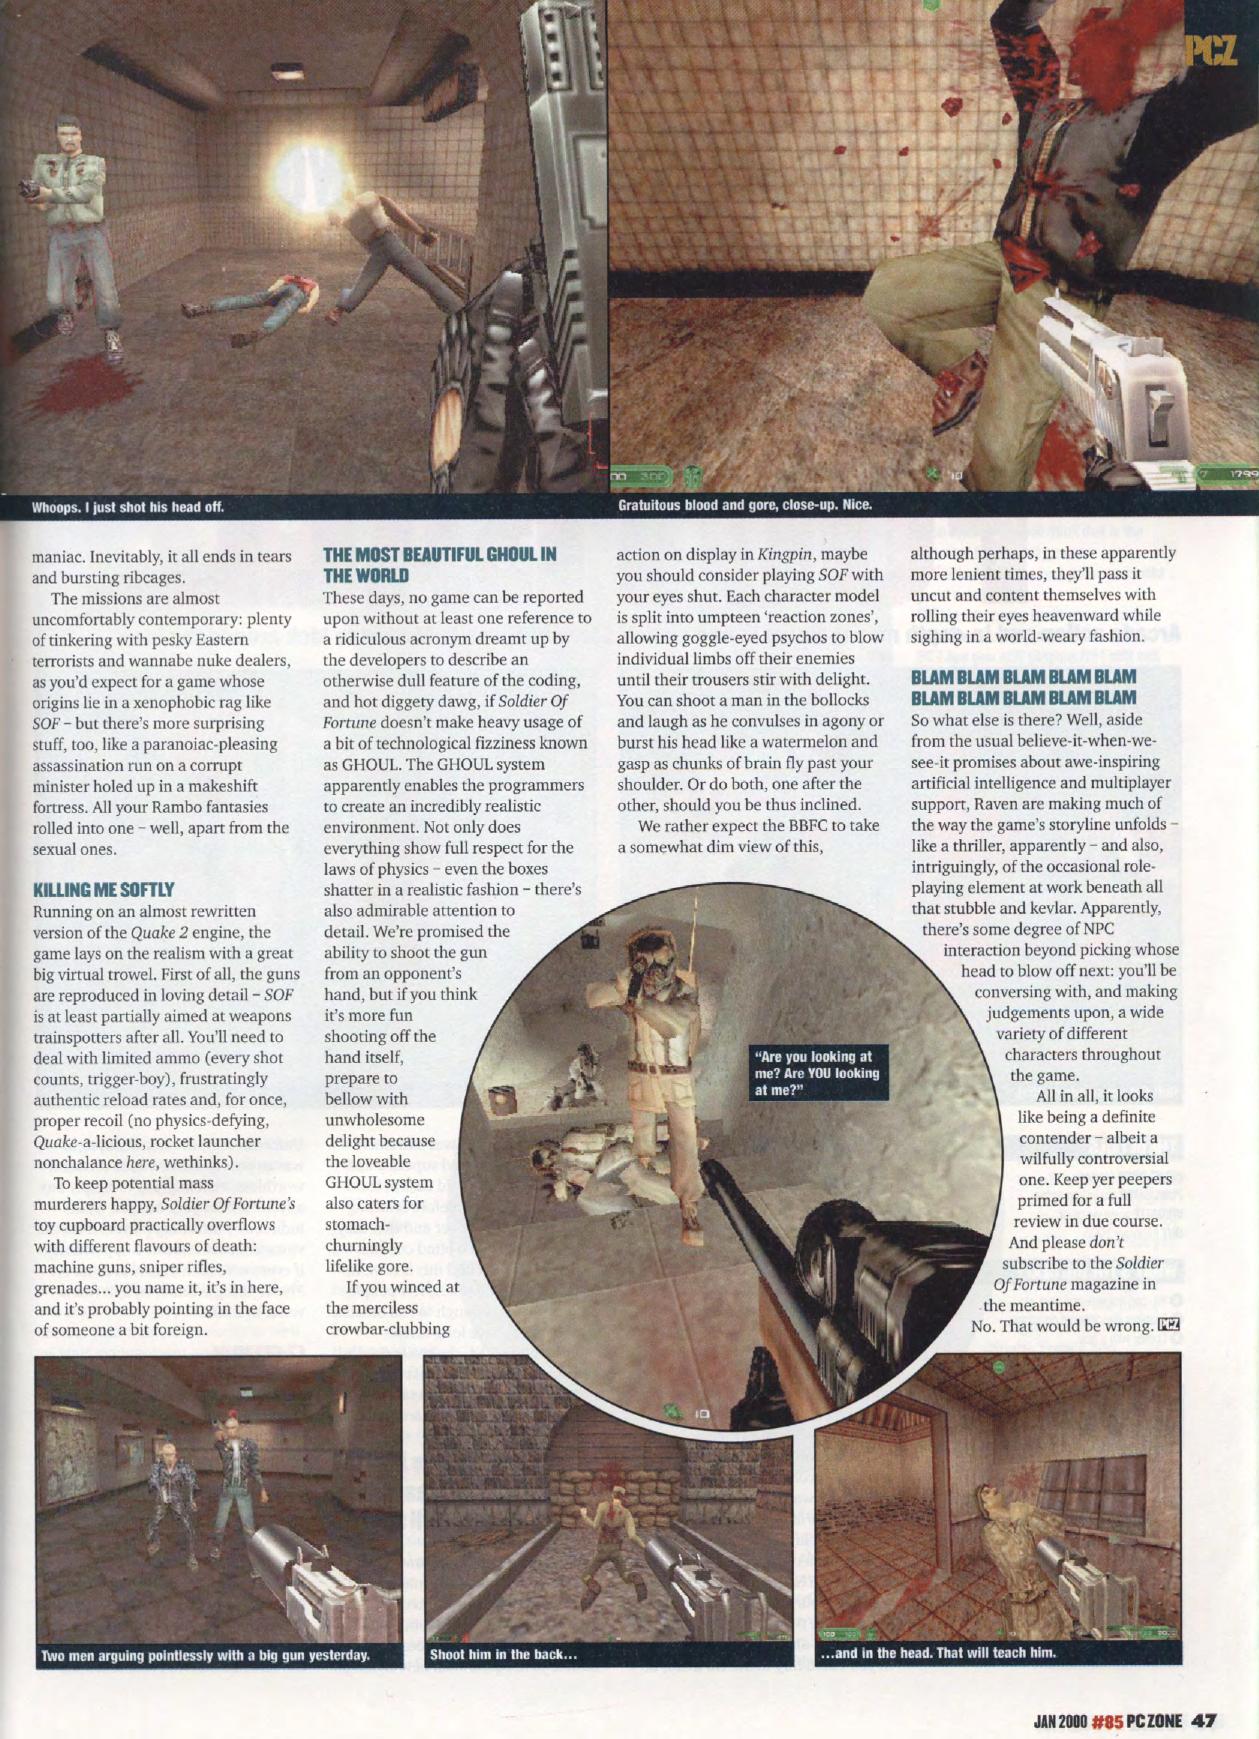 PCZ
Whoops. I just shot his head off.
Gratuitous blood and gore, close-up. Nice.
maniac. Inevitably, it all ends in tears
and bursting ribcages.
The missions are almost
uncomfortably contemporary: plenty
of tinkering with pesky Eastern
terrorists and wannabe nuke dealers,
as you'd expect for a game whose
origins lie in a xenophobic rag like
SOF – but there's more surprising
stuff, too, like a paranoiac-pleasing
assassination run on a corrupt
minister holed up in a makeshift
fortress. All your Rambo fantasies
rolled into one – well, apart from the
sexual ones.
KILLING ME SOFTLY
Running on an almost rewritten
version of the Quake 2 engine, the
game lays on the realism with a great
big virtual trowel. First of all, the guns
are reproduced in loving detail – SOF
is at least partially aimed at weapons
trainspotters after all. You'll need to
deal with limited ammo (every shot
counts, trigger-boy), frustratingly
authentic reload rates and, for once,
proper recoil (no physics-defying,
Quake-a-licious, rocket launcher
nonchalance here, wethinks).
To keep potential mass
murderers happy, Soldier Of Fortune's
toy cupboard practically overflows
with different flavours of death:
machine guns, sniper rifles,
grenades... you name it, it's in here,
and it's probably pointing in the face
of someone a bit foreign.
THE MOST BEAUTIFUL GHOUL IN
THE WORLD
These days, no game can be reported
upon without at least one reference to
a ridiculous acronym dreamt up by
the developers to describe an
otherwise dull feature of the coding,
and hot diggety dawg, if Soldier Of
Fortune doesn't make heavy usage of
a bit of technological fizziness known
as GHOUL. The GHOUL system
apparently enables the programmers
to create an incredibly realistic
environment. Not only does
everything show full respect for the
laws of physics – even the boxes
shatter in a realistic fashion – there's
also admirable attention to
detail. We're promised the
ability to shoot the gun
from an opponent's
hand, but if you think
it's more fun
shooting off the
hand itself,
prepare to
bellow with
unwholesome
delight because
the loveable
GHOUL system
also caters for
stomach-
churningly
lifelike gore.
If you winced at
the merciless
crowbar-clubbing
action on display in Kingpin, maybe
you should consider playing SOF with
your eyes shut. Each character model
is split into umpteen 'reaction zones',
allowing goggle-eyed psychos to blow
individual limbs off their enemies
until their trousers stir with delight.
You can shoot a man in the bollocks
and laugh as he convulses in agony or
burst his head like a watermelon and
gasp as chunks of brain fly past your
shoulder. Or do both, one after the
other, should you be thus inclined.
We rather expect the BBFC to take
a somewhat dim view of this,
although perhaps, in these apparently
more lenient times, they'll pass it
uncut and content themselves with
rolling their eyes heavenward while
sighing in a world-weary fashion.
BLAM BLAM BLAM BLAM BLAM
BLAM BLAM BLAM BLAM BLAM
So what else is there? Well, aside
from the usual believe-it-when-we-
see-it promises about awe-inspiring
artificial intelligence and multiplayer
support, Raven are making much of
the way the game's storyline unfolds –
like a thriller, apparently – and also,
intriguingly, of the occasional role-
playing element at work beneath all
that stubble and kevlar. Apparently,
there's some degree of NPC
interaction beyond picking whose
head to blow off next: you'll be
conversing with, and making
judgements upon, a wide
variety of different
characters throughout
the game.
All in all, it looks
like being a definite
contender – albeit a
wilfully controversial
one. Keep yer peepers
primed for a full
review in due course.
And please don't
subscribe to the Soldier
Of Fortune magazine in
the meantime.
No. That would be wrong. PCZ
"Are you looking at
me? Are YOU looking
at me?"
10
Two men arguing pointlessly with a big gun yesterday.
Shoot him in the back...
...and in the head. That will teach him.
JAN 2000 #85 PC ZONE 47